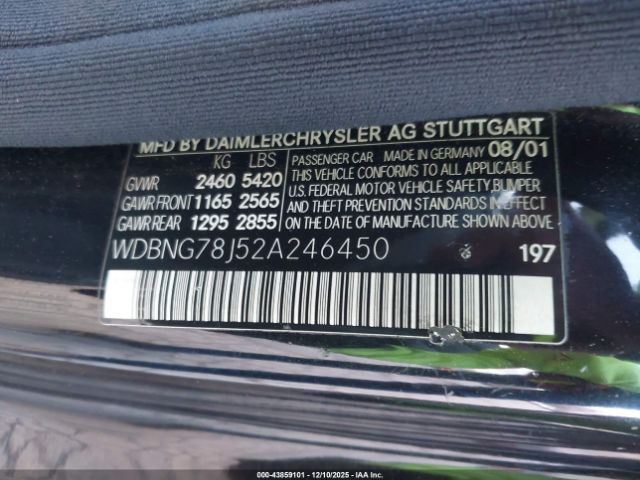 MFD BY DAIMLERCHRYSLER AG STUTTGART
KG LBS
GVWR 2460 5420
GAWR FRONT 1165 2565
GAWR REAR 1295 2855
PASSENGER CAR MADE IN GERMANY 08/01
THIS VEHICLE CONFORMS TO ALL APPLICABLE
U.S. FEDERAL MOTOR VEHICLE SAFETY, BUMPER
AND THEFT PREVENTION STANDARDS IN EFFECT
ON THE DATE OF MANUFACTURE SHOWN ABOVE.
WDBNG78J52A246450 197
000-43859101 - 12/10/2025 - IAA Inc.